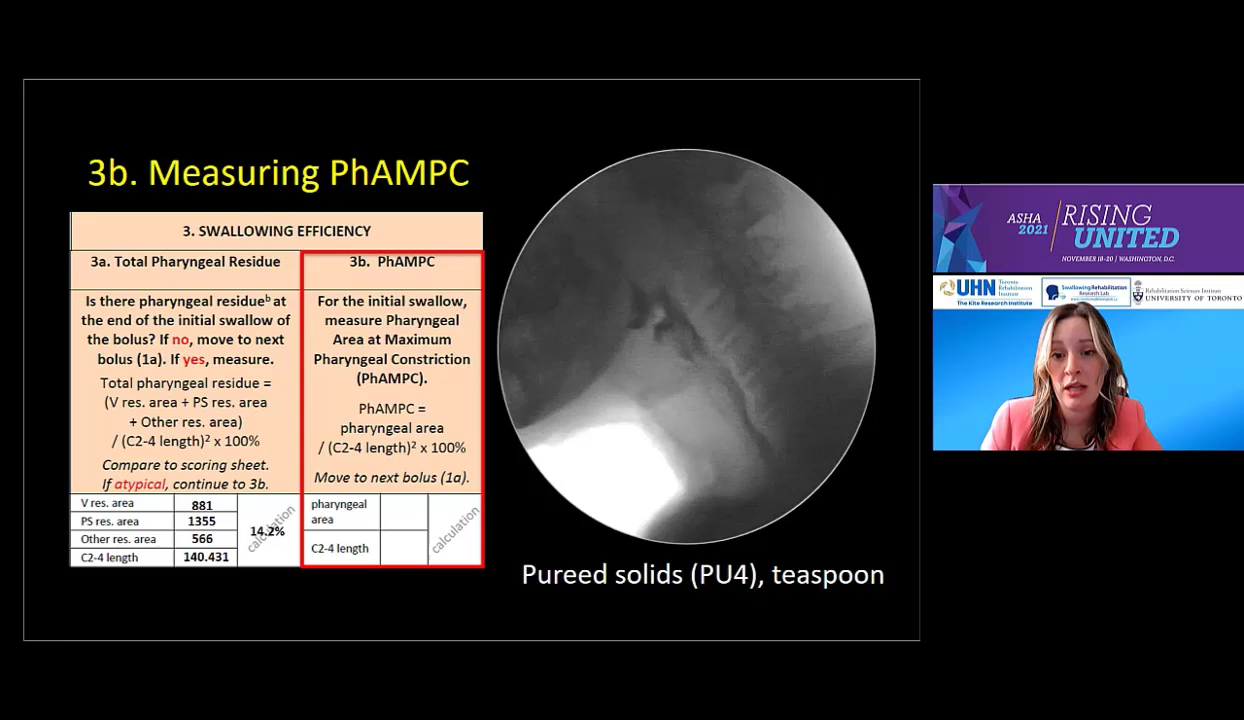 3b. Measuring PhAMPC
3. SWALLOWING EFFICIENCY
3a. Total Pharyngeal Residue
Is there pharyngeal residueᵇ at
the end of the initial swallow of
the bolus? If no, move to next
bolus (1a). If yes, measure.
Total pharyngeal residue =
(V res. area + PS res. area
+ Other res. area)
/ (C2-4 length)² x 100%
Compare to scoring sheet.
If atypical, continue to 3b.
V res. area 881
PS res. area 1355
Other res. area 566
C2-4 length 140.431
calculation
14.2%
3b. PhAMPC
For the initial swallow,
measure Pharyngeal
Area at Maximum
Pharyngeal Constriction
(PhAMPC).
PhAMPC =
pharyngeal area
/ (C2-4 length)² x 100%
Move to next bolus (1a).
pharyngeal
area
C2-4 length
calculation
Pureed solids (PU4), teaspoon
ASHA
2021
RISING
UNITED
NOVEMBER 18-20 / WASHINGTON, D.C.
UHN
Toronto
Rehabilitation
Institute
The Kite Research Institute
Swallowing Rehabilitation
Research Lab
Rehabilitation Sciences Institute
UNIVERSITY OF TORONTO